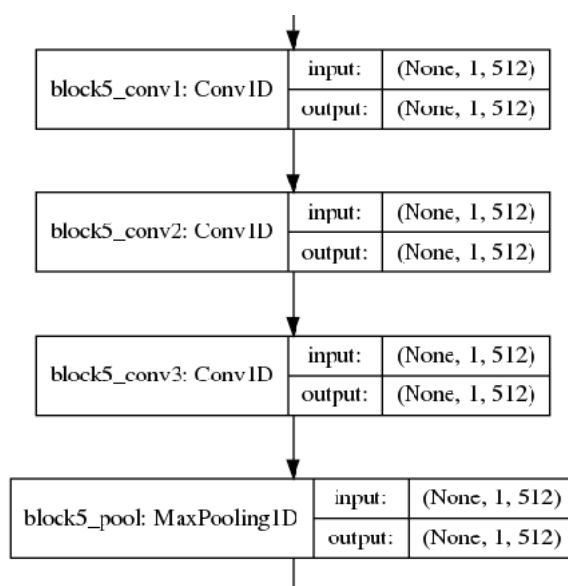 block5_conv1: Conv1D
input: (None, 1, 512)
output: (None, 1, 512)
block5_conv2: Conv1D
input: (None, 1, 512)
output: (None, 1, 512)
block5_conv3: Conv1D
input: (None, 1, 512)
output: (None, 1, 512)
block5_pool: MaxPooling1D
input: (None, 1, 512)
output: (None, 1, 512)